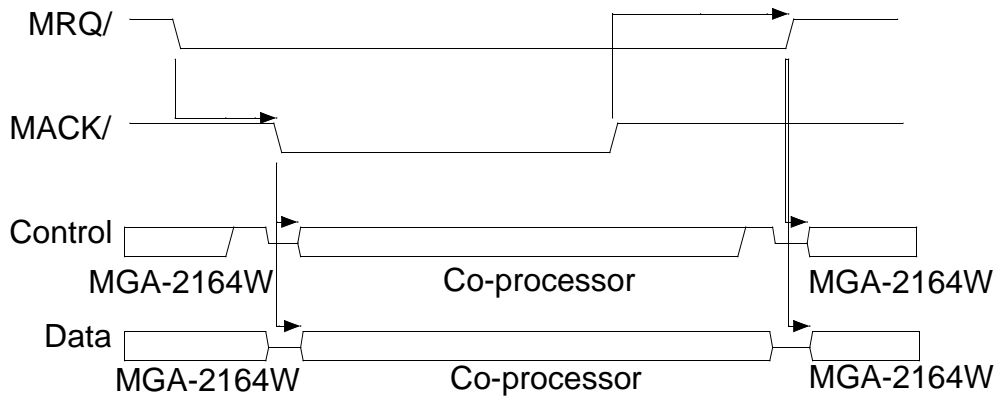 MRQ/
MACK/
Control
MGA-2164W Co-processor MGA-2164W
Data
MGA-2164W Co-processor MGA-2164W